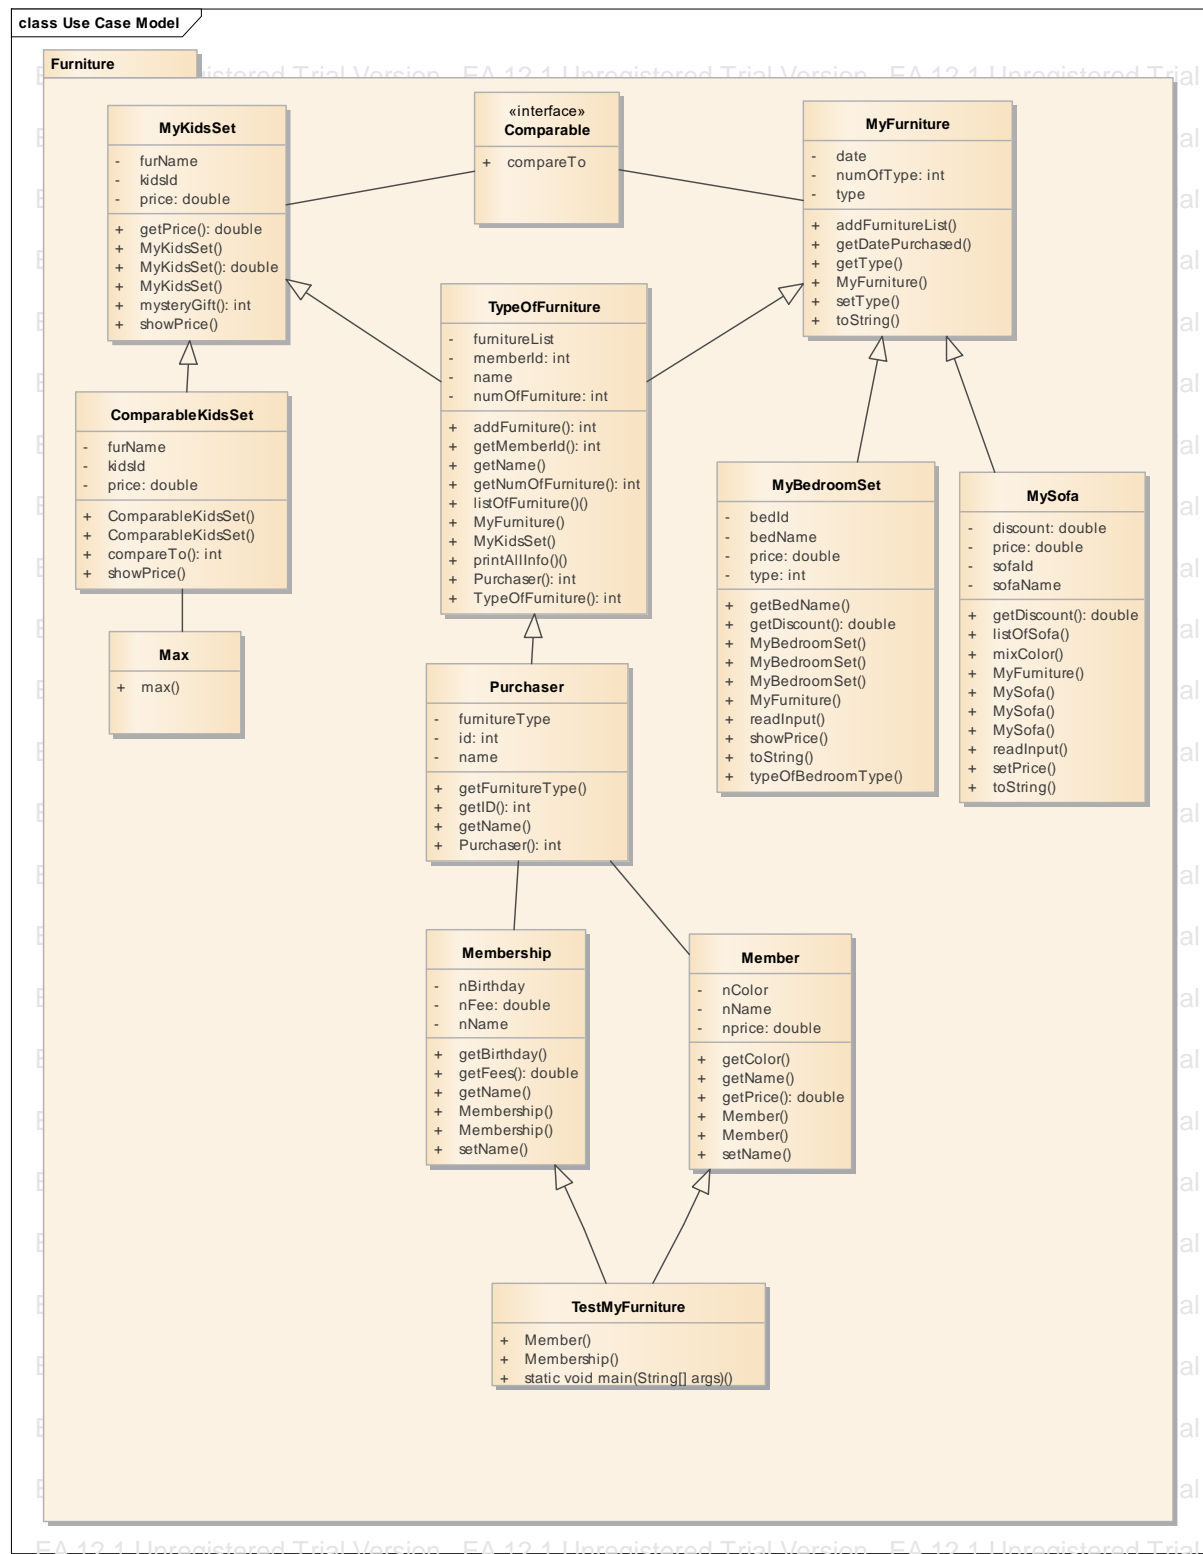 class Use Case Model
Furniture
EA 12.1 Unregistered Trial Version EA 12.1 Unregistered Trial
MyKidsSet
- furName
- kidsId
- price: double
+ getPrice(): double
+ MyKidsSet()
+ MyKidsSet(): double
+ MyKidsSet()
+ mysteryGift(): int
+ showPrice()
«interface»
Comparable
+ compareTo
MyFurniture
- date
- numOfType: int
- type
+ addFurnitureList()
+ getDatePurchased()
+ getType()
+ MyFurniture()
+ setType()
+ toString()
TypeOfFurniture
- furnitureList
- memberId: int
- name
- numOfFurniture: int
+ addFurniture(): int
+ getMemberId(): int
+ getName()
+ getNumOfFurniture(): int
+ listOfFurniture()()
+ MyFurniture()
+ MyKidsSet()
+ printAllInfo()()
+ Purchaser(): int
+ TypeOfFurniture(): int
ComparableKidsSet
- furName
- kidsId
- price: double
+ ComparableKidsSet()
+ ComparableKidsSet()
+ compareTo(): int
+ showPrice()
MyBedroomSet
- bedId
- bedName
- price: double
- type: int
+ getBedName()
+ getDiscount(): double
+ MyBedroomSet()
+ MyBedroomSet()
+ MyBedroomSet()
+ MyFurniture()
+ readInput()
+ showPrice()
+ toString()
+ typeOfBedroomType()
MySofa
- discount: double
- price: double
- sofaId
- sofaName
+ getDiscount(): double
+ listOfSofa()
+ mixColor()
+ MyFurniture()
+ MySofa()
+ MySofa()
+ MySofa()
+ readInput()
+ setPrice()
+ toString()
Max
+ max()
Purchaser
- furnitureType
- id: int
- name
+ getFurnitureType()
+ getID(): int
+ getName()
+ Purchaser(): int
Membership
- nBirthday
- nFee: double
- nName
+ getBirthday()
+ getFees(): double
+ getName()
+ Membership()
+ Membership()
+ setName()
Member
- nColor
- nName
- nprice: double
+ getColor()
+ getName()
+ getPrice(): double
+ Member()
+ Member()
+ setName()
TestMyFurniture
+ Member()
+ Membership()
+ static void main(String[] args)()
EA 12.1 Unregistered Trial Version EA 12.1 Unregistered Trial